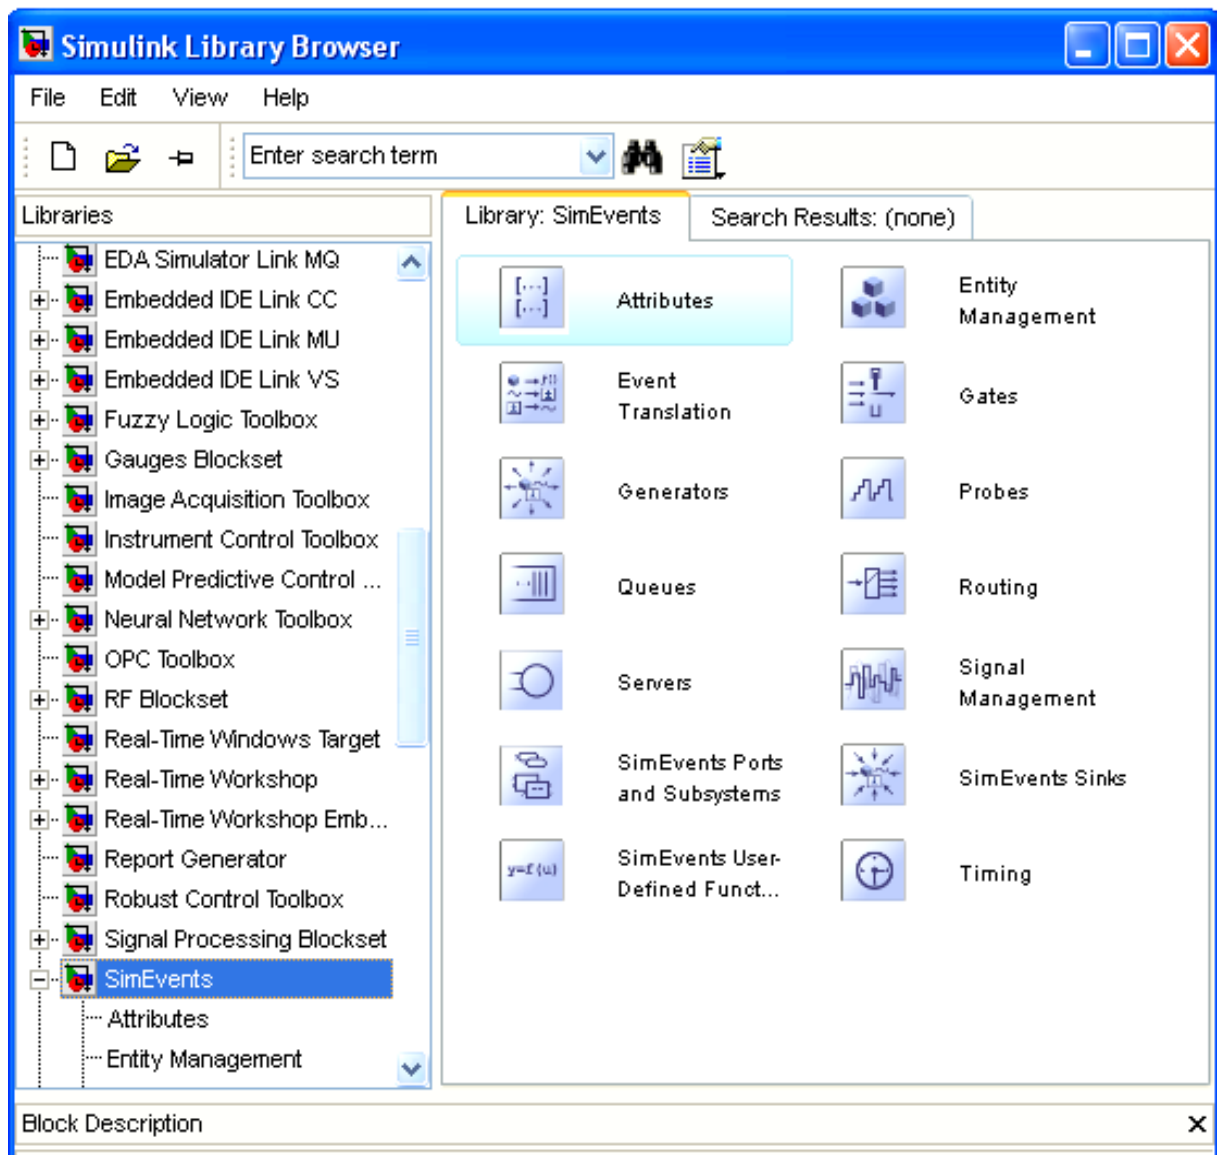 Simulink Library Browser
File Edit View Help
Enter search term
Libraries
EDA Simulator Link MQ
Embedded IDE Link CC
Embedded IDE Link MU
Embedded IDE Link VS
Fuzzy Logic Toolbox
Gauges Blockset
Image Acquisition Toolbox
Instrument Control Toolbox
Model Predictive Control ...
Neural Network Toolbox
OPC Toolbox
RF Blockset
Real-Time Windows Target
Real-Time Workshop
Real-Time Workshop Emb...
Report Generator
Robust Control Toolbox
Signal Processing Blockset
SimEvents
Attributes
Entity Management
Library: SimEvents
Search Results: (none)
Attributes
Entity
Management
Event
Translation
Gates
Generators
Probes
Queues
Routing
Servers
Signal
Management
SimEvents Ports
and Subsystems
SimEvents Sinks
y=f(u)
SimEvents User-
Defined Funct...
Timing
Block Description